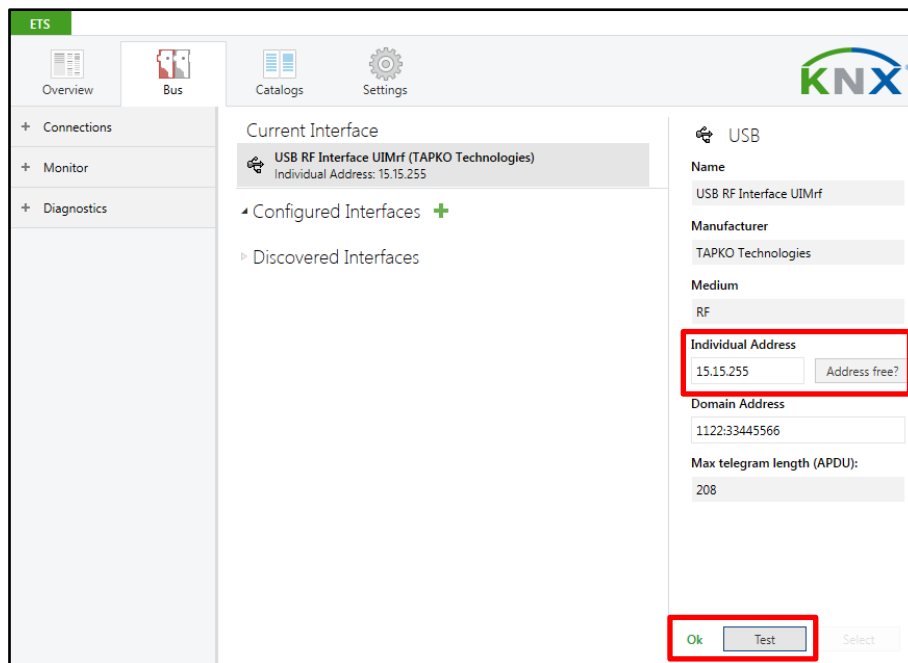 ETS
Overview
Bus
Catalogs
Settings
KNX
+ Connections
+ Monitor
+ Diagnostics
Current Interface
USB RF Interface UIMrf (TAPKO Technologies)
Individual Address: 15.15.255
Configured Interfaces +
Discovered Interfaces
USB
Name
USB RF Interface UIMrf
Manufacturer
TAPKO Technologies
Medium
RF
Individual Address
15.15.255 Address free?
Domain Address
1122:33445566
Max telegram length (APDU):
208
Ok Test Select